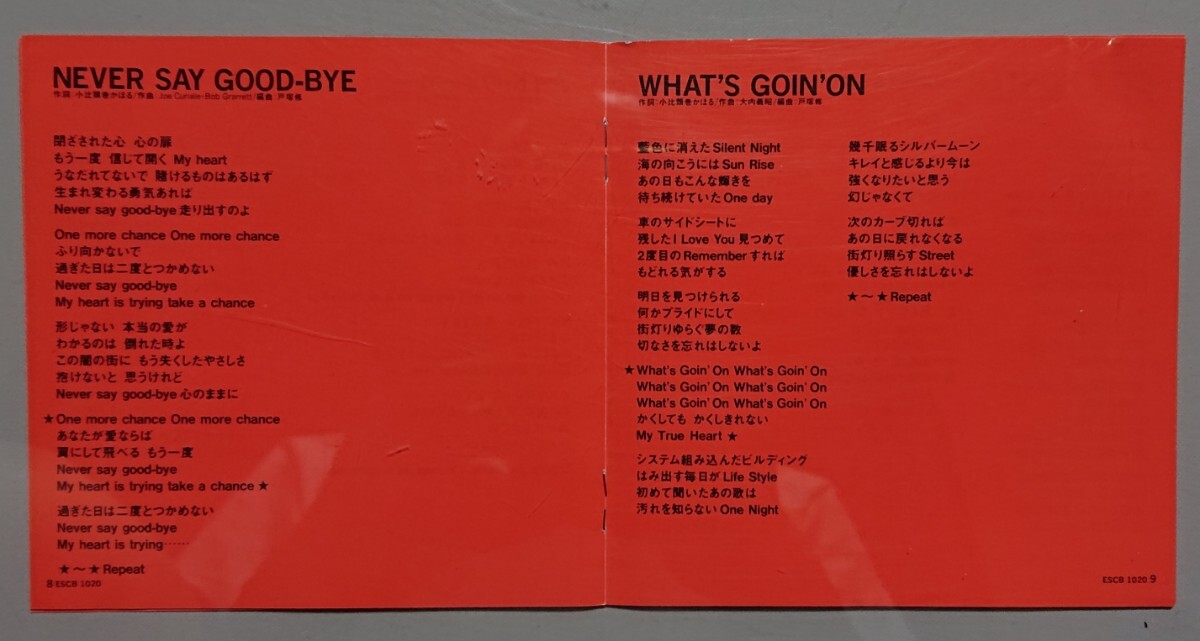 NEVER SAY GOOD-BYE
作詞:小比類巻かほる/作曲:Joe Curriale・Bob Gramett/編曲:戸塚修
閉ざされた心 心の扉
もう一度 信じて開く My heart
うなだれてないで 賭けるものはあるはず
生まれ変わる勇気あれば
Never say good-bye 走り出すのよ
One more chance One more chance
ふり向かないで
過ぎた日は二度とつかめない
Never say good-bye
My heart is trying take a chance
形じゃない 本当の愛が
わかるのは 倒れた時よ
この闇の街に もう失くしたやさしさ
抱けないと 思うけれど
Never say good-bye 心のままに
★One more chance One more chance
あなたが愛ならば
翼にして飛べる もう一度
Never say good-bye
My heart is trying take a chance ★
過ぎた日は二度とつかめない
Never say good-bye
My heart is trying……
★〜★Repeat
8 ESCB 1020
WHAT'S GOIN'ON
作詞:小比類巻かほる/作曲:大内義昭/編曲:戸塚修
藍色に消えた Silent Night
海の向こうには Sun Rise
あの日もこんな輝きを
待ち続けていた One day
車のサイドシートに
残した I Love You 見つめて
2度目の Remember すれば
もどれる気がする
明日を見つけられる
何かプライドにして
街灯りゆらぐ夢の数
切なさを忘れはしないよ
★What's Goin' On What's Goin' On
What's Goin' On What's Goin' On
What's Goin' On What's Goin' On
かくしても かくしきれない
My True Heart ★
システム組み込んだビルディング
はみ出す毎日が Life Style
初めて聞いたあの歌は
汚れを知らない One Night
幾千眠るシルバームーン
キレイと感じるより今は
強くなりたいと思う
幻じゃなくて
次のカーブ切れば
あの日に戻れなくなる
街灯り照らす Street
優しさを忘れはしないよ
★〜★Repeat
ESCB 1020 9